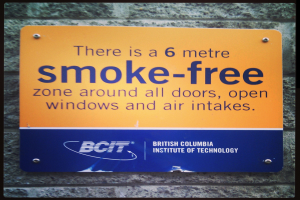 There is a 6 metre
smoke-free
zone around all doors, open
windows and air intakes.
BCIT
BRITISH COLUMBIA
INSTITUTE OF TECHNOLOGY